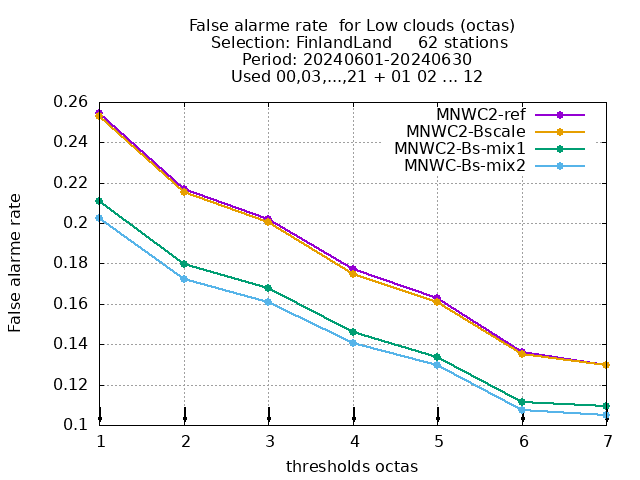 False alarme rate  for Low clouds (octas)
Selection: FinlandLand     62 stations
Period: 20240601-20240630
Used 00,03,...,21 + 01 02 ... 12
MNWC2-ref
MNWC2-Bscale
MNWC2-Bs-mix1
MNWC-Bs-mix2
0.26
0.24
0.22
0.2
0.18
0.16
0.14
0.12
0.1
False alarme rate
1 2 3 4 5 6 7
thresholds octas